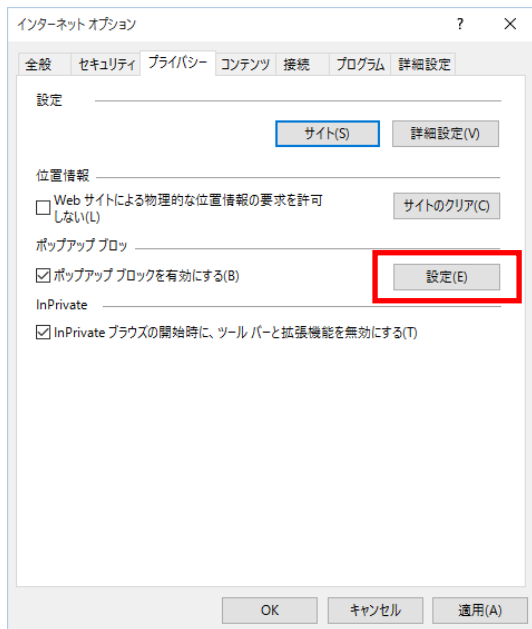 インターネット オプション ? ×
全般 セキュリティ プライバシー コンテンツ 接続 プログラム 詳細設定
設定
サイト(S) 詳細設定(V)
位置情報
Web サイトによる物理的な位置情報の要求を許可
しない(L)
サイトのクリア(C)
ポップアップ ブロッ
ポップアップ ブロックを有効にする(B) 設定(E)
InPrivate
InPrivate ブラウズの開始時に、ツール バーと拡張機能を無効にする(T)
OK キャンセル 適用(A)